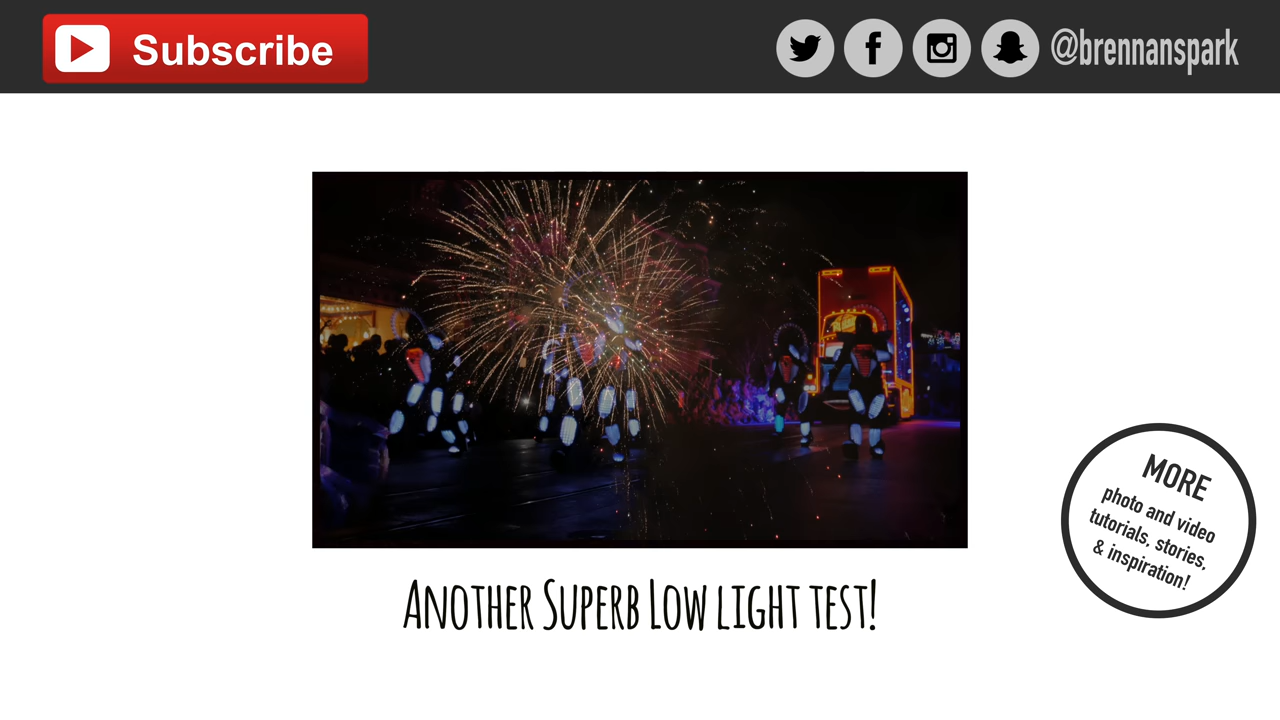 Subscribe
@brennanspark
Another Superb Low light test!
MORE
photo and video
tutorials, stories,
& inspiration!